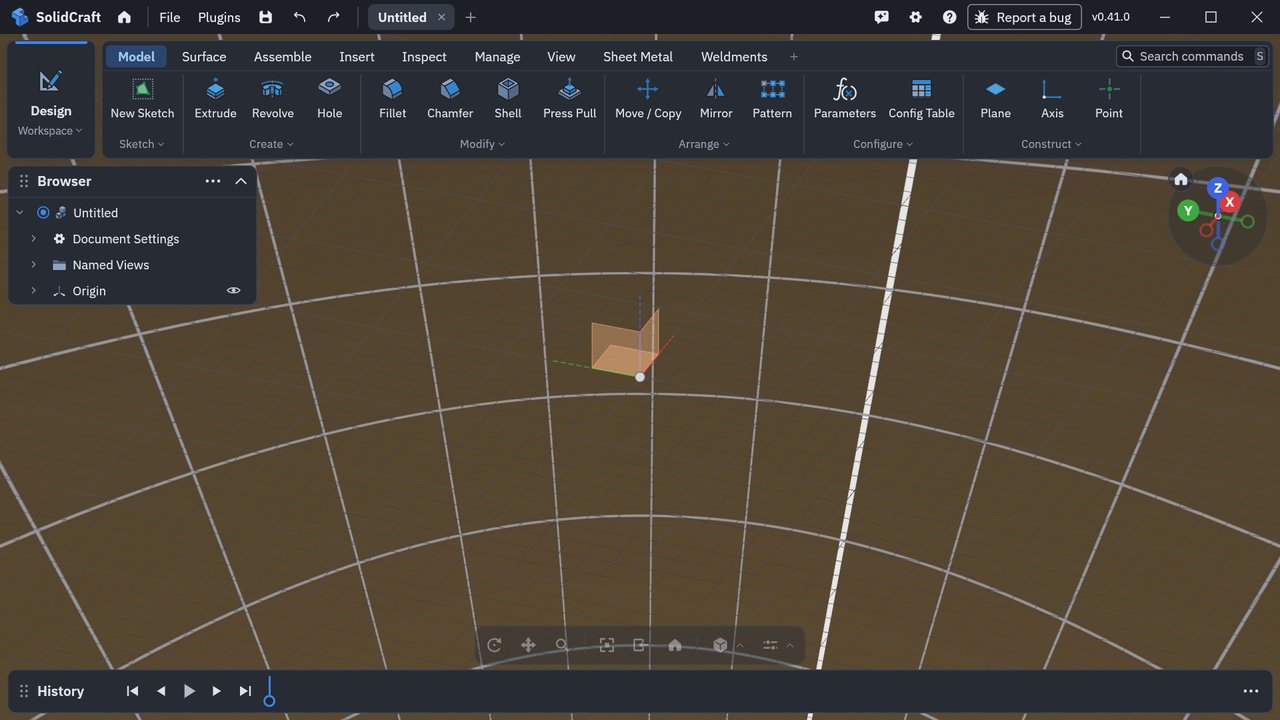 SolidCraft
File
Plugins
Untitled
Report a bug
v0.41.0
Design
Workspace
Model
Surface
Assemble
Insert
Inspect
Manage
View
Sheet Metal
Weldments
Search commands
S
New Sketch
Extrude
Revolve
Hole
Fillet
Chamfer
Shell
Press Pull
Move / Copy
Mirror
Pattern
Parameters
Config Table
Plane
Axis
Point
Sketch
Create
Modify
Arrange
Configure
Construct
Browser
Untitled
Document Settings
Named Views
Origin
Z
X
Y
History